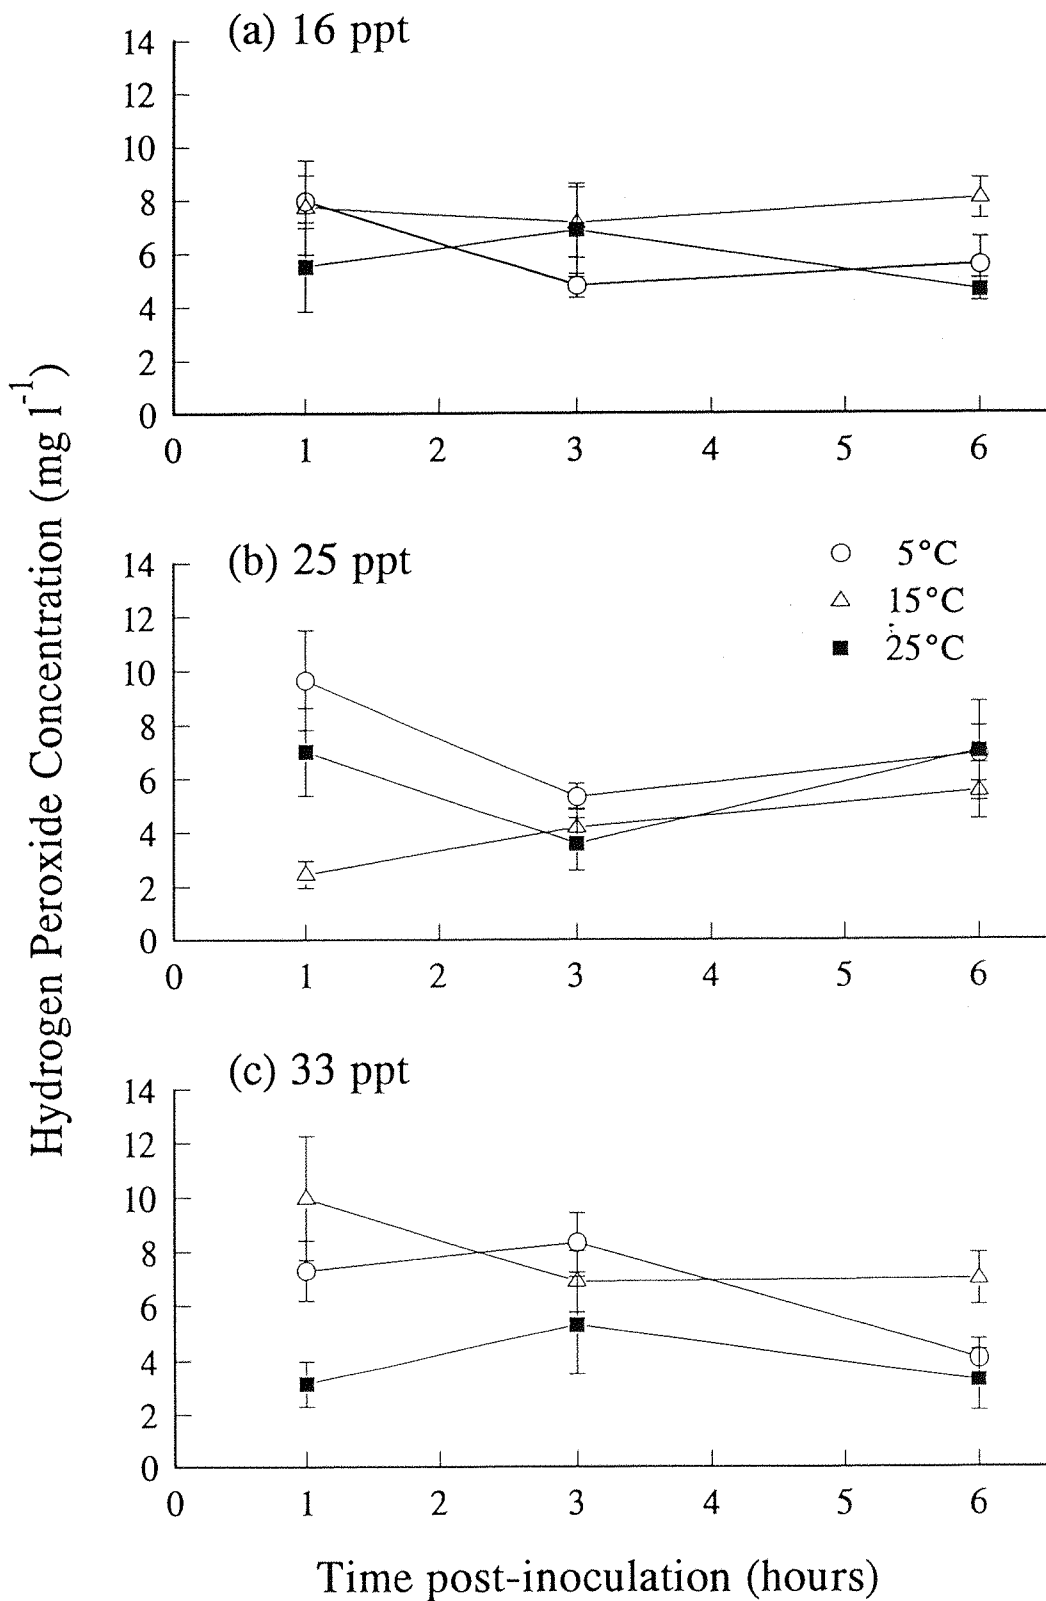 Hydrogen Peroxide Concentration (mg l⁻¹)
(a) 16 ppt
14
12
10
8
6
4
2
0
0 1 2 3 4 5 6
(b) 25 ppt
5°C
15°C
25°C
14
12
10
8
6
4
2
0
0 1 2 3 4 5 6
(c) 33 ppt
14
12
10
8
6
4
2
0
0 1 2 3 4 5 6
Time post-inoculation (hours)